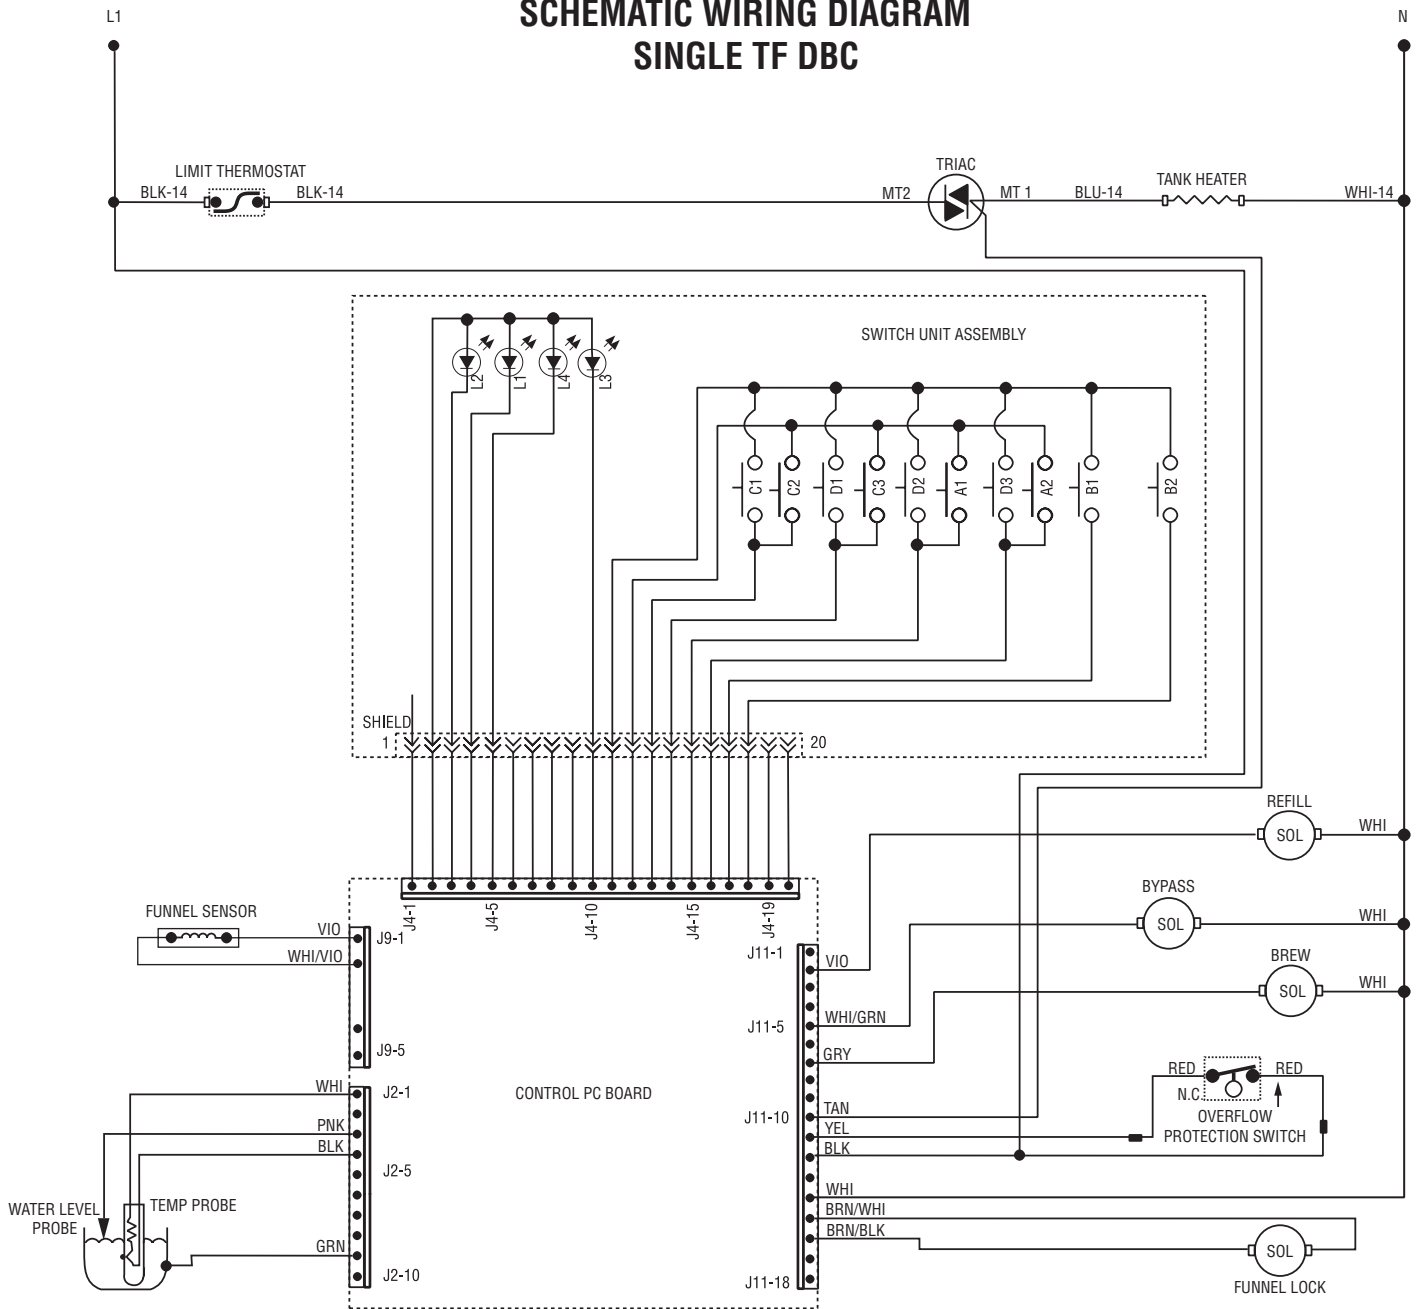 SCHEMATIC WIRING DIAGRAM
SINGLE TF DBC
L1
N
LIMIT THERMOSTAT
BLK-14
BLK-14
TRIAC
MT2
MT 1
BLU-14
TANK HEATER
WHI-14
SWITCH UNIT ASSEMBLY
L2
L1
L4
L3
C1
C2
D1
C3
D2
A1
D3
A2
B1
B2
SHIELD
1
20
REFILL
SOL
WHI
BYPASS
SOL
WHI
BREW
SOL
WHI
FUNNEL SENSOR
VIO
WHI/VIO
J9-1
J9-5
J4-1
J4-5
J4-10
J4-15
J4-19
J11-1
VIO
J11-5
WHI/GRN
GRY
J11-10
TAN
YEL
BLK
WHI
BRN/WHI
BRN/BLK
J11-18
CONTROL PC BOARD
RED
RED
N.C.
OVERFLOW
PROTECTION SWITCH
WHI
J2-1
PNK
BLK
J2-5
GRN
J2-10
WATER LEVEL
PROBE
TEMP PROBE
SOL
FUNNEL LOCK